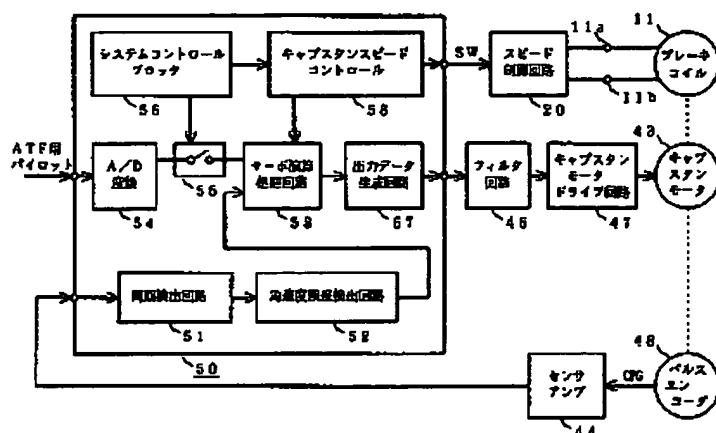 システムコントロール
ブロック
56
キャプスタンスピード
コントロール
58
SW
スピード
制御回路
20
11a
11b
11
ブレーキ
コイル
ATF用
パイロット
A/D
変換
54
55
サーボ演算
処理回路
53
出力データ
生成回路
57
フィルタ
回路
46
キャプスタン
モータ
ドライブ回路
47
43
キャプ
スタン
モータ
周期検出回路
51
角速度誤差検出回路
52
50
センサ
アンプ
44
CFG
48
パルス
エン
コーダ